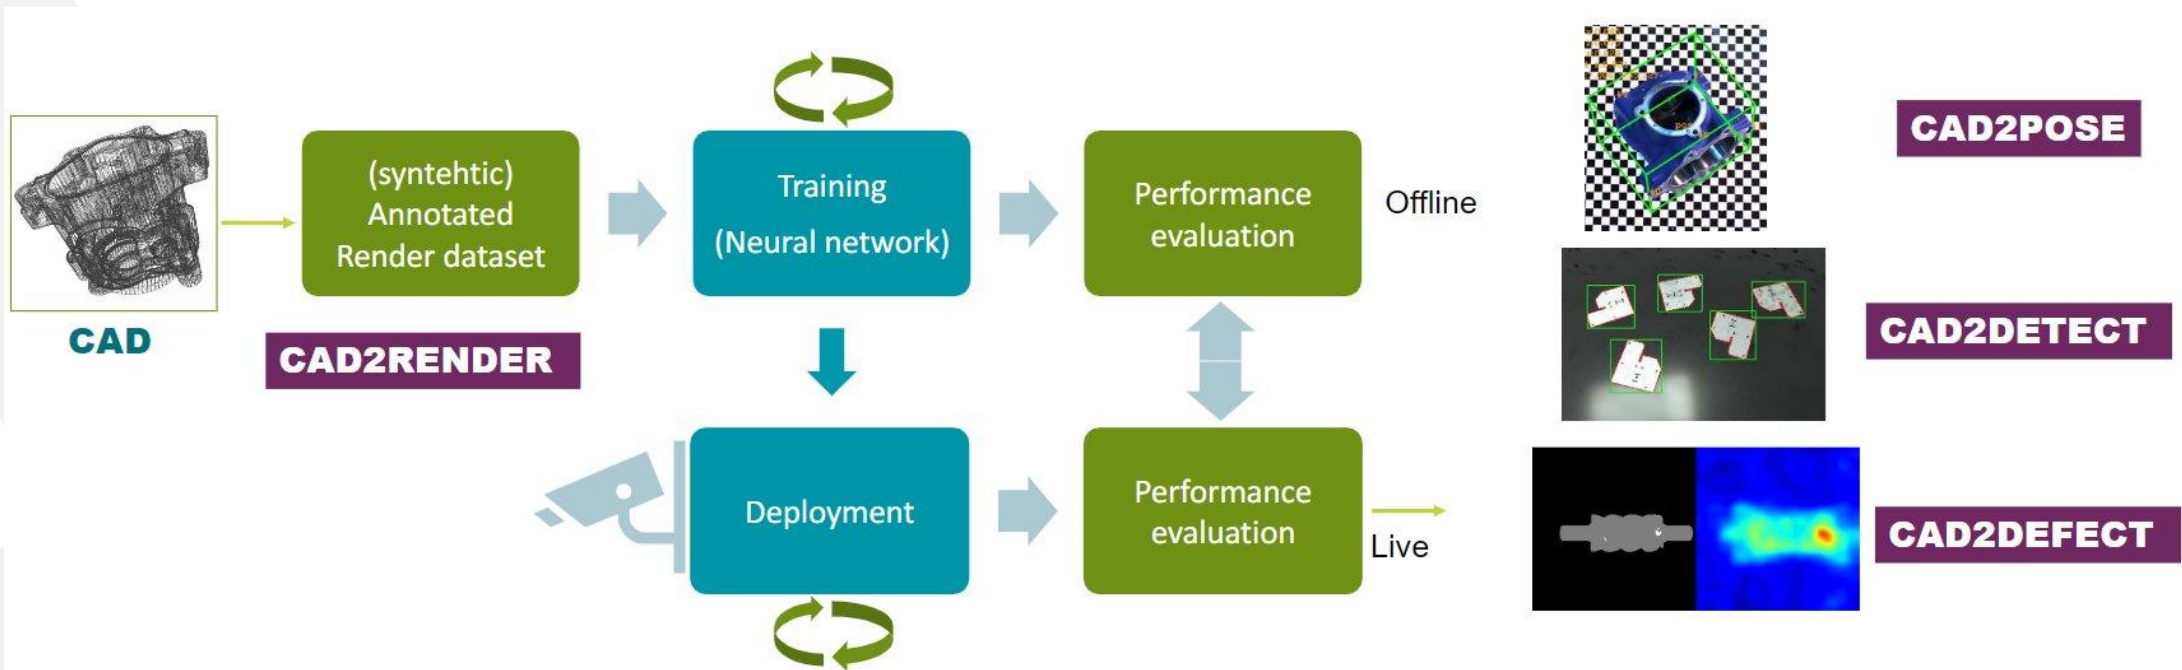 CAD
(syntehtic)
Annotated
Render dataset
CAD2RENDER
Training
(Neural network)
Performance
evaluation
Offline
Deployment
Performance
evaluation
Live
CAD2POSE
CAD2DETECT
CAD2DEFECT